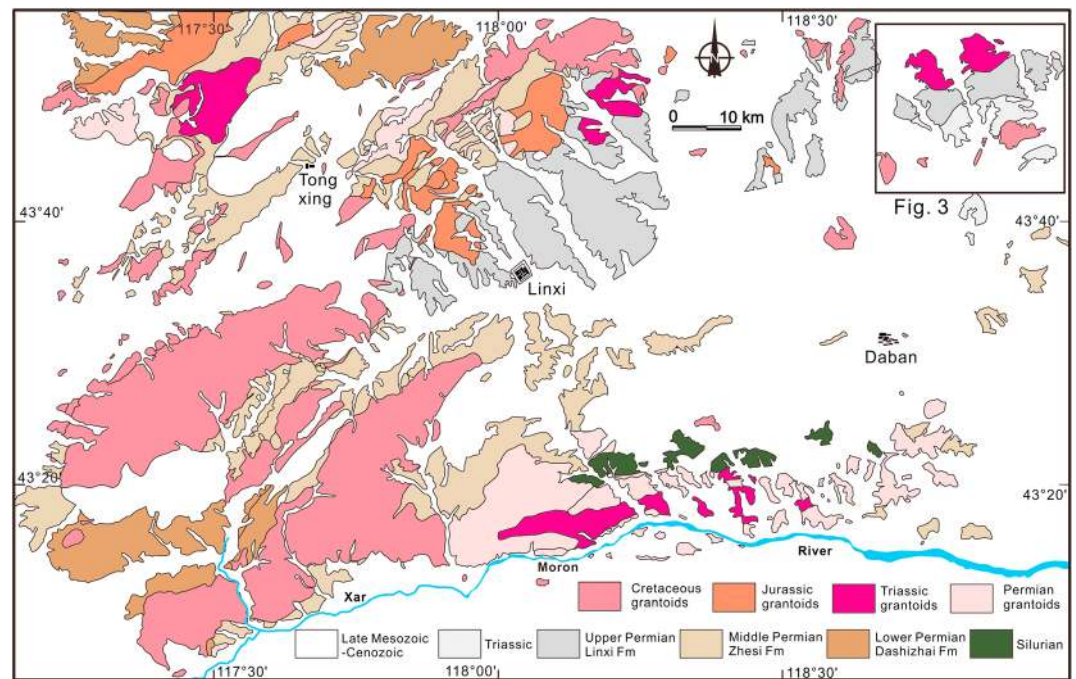 117°30'
118°00'
118°30'
0 10 km
Fig. 3
Tong
xing
43°40'
43°40'
Linxi
Daban
43°20'
43°20'
Xar
Moron
River
Cretaceous
grantoids
Jurassic
grantoids
Triassic
grantoids
Permian
grantoids
Late Mesozoic
-Cenozoic
Triassic
Upper Permian
Linxi Fm
Middle Permian
Zhesi Fm
Lower Permian
Dashizhai Fm
Silurian
117°30'
118°00'
118°30'